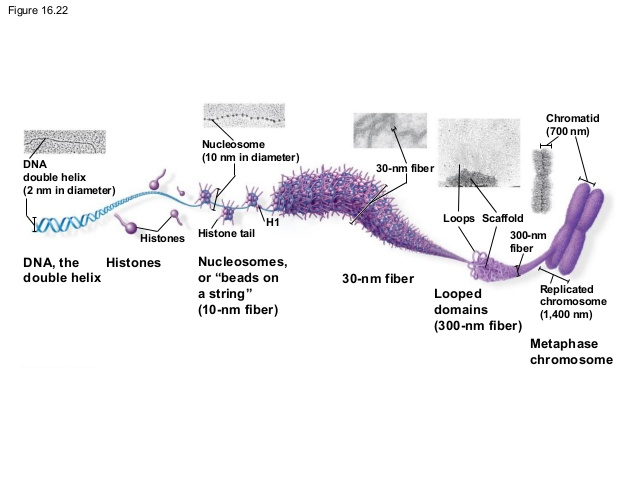 Figure 16.22
DNA
double helix
(2 nm in diameter)
Nucleosome
(10 nm in diameter)
Histones
Histone tail
H1
30-nm fiber
Chromatid
(700 nm)
Loops
Scaffold
300-nm
fiber
Replicated
chromosome
(1,400 nm)
DNA, the
double helix
Histones
Nucleosomes,
or “beads on
a string”
(10-nm fiber)
30-nm fiber
Looped
domains
(300-nm fiber)
Metaphase
chromosome